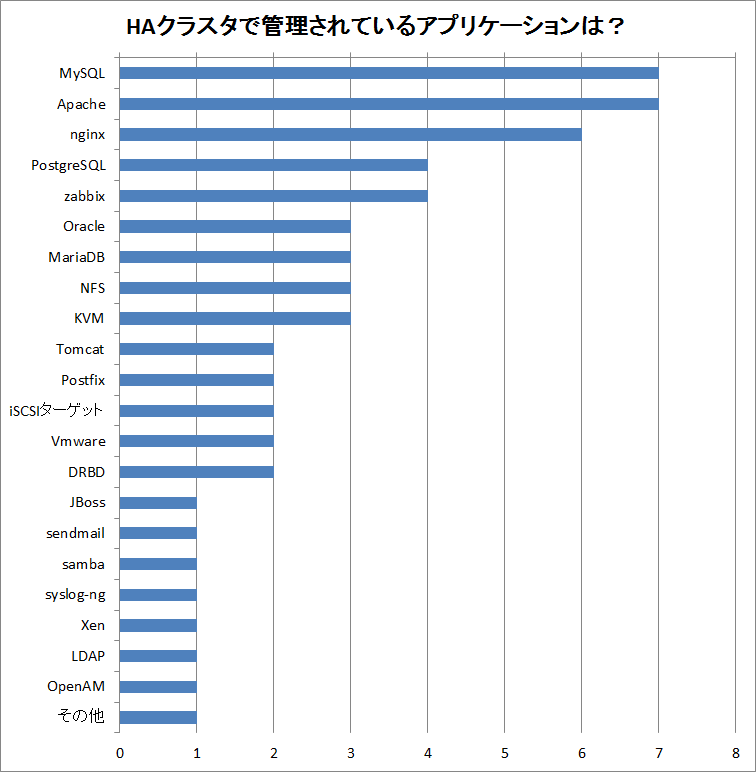 HAクラスタで管理されているアプリケーションは？
MySQL
Apache
nginx
PostgreSQL
zabbix
Oracle
MariaDB
NFS
KVM
Tomcat
Postfix
iSCSIターゲット
Vmware
DRBD
JBoss
sendmail
samba
syslog-ng
Xen
LDAP
OpenAM
その他
0 1 2 3 4 5 6 7 8